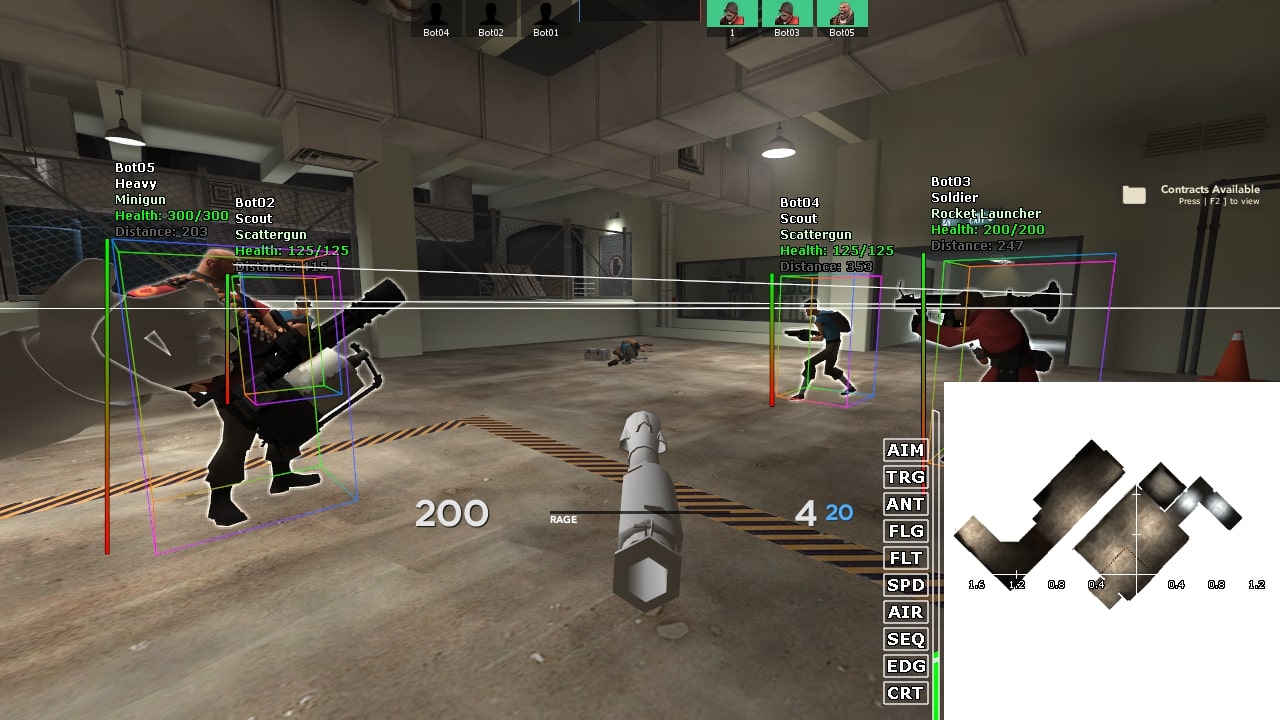 Bot04
Bot02
Bot01
1
Bot03
Bot05
Bot05
Heavy
Minigun
Health: 300/300
Distance: 203
Bot02
Scout
Scattergun
Health: 125/125
Distance: 415
Bot04
Scout
Scattergun
Health: 125/125
Distance: 353
Bot03
Soldier
Rocket Launcher
Health: 200/200
Distance: 247
Contracts Available
Press [ F2 ] to view
200
RAGE
4 20
AIM
TRG
ANT
FLG
FLT
SPD
AIR
SEQ
EDG
CRT
1.6 1.2 0.8 0.4 0.4 0.8 1.2